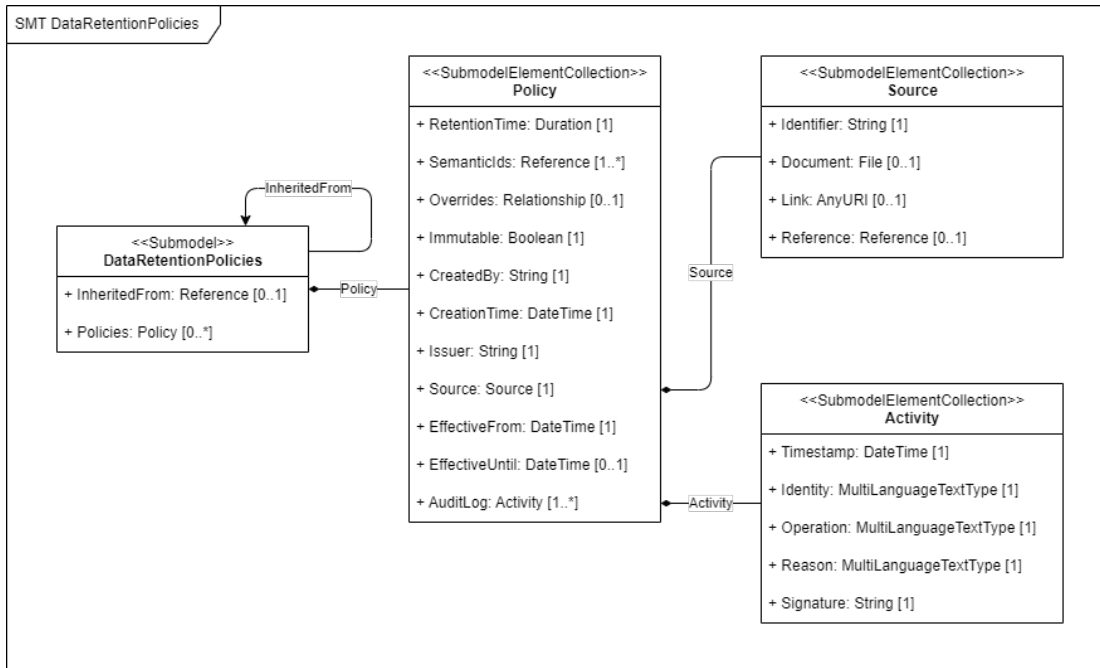 SMT DataRetentionPolicies
<<SubmodelElementCollection>>
Policy
+ RetentionTime: Duration [1]
+ SemanticIds: Reference [1..*]
+ Overrides: Relationship [0..1]
+ Immutable: Boolean [1]
+ CreatedBy: String [1]
+ CreationTime: DateTime [1]
+ Issuer: String [1]
+ Source: Source [1]
+ EffectiveFrom: DateTime [1]
+ EffectiveUntil: DateTime [0..1]
+ AuditLog: Activity [1..*]
<<SubmodelElementCollection>>
Source
+ Identifier: String [1]
+ Document: File [0..1]
+ Link: AnyURI [0..1]
+ Reference: Reference [0..1]
InheritedFrom
<<Submodel>>
DataRetentionPolicies
+ InheritedFrom: Reference [0..1]
+ Policies: Policy [0..*]
Policy
Source
Activity
<<SubmodelElementCollection>>
Activity
+ Timestamp: DateTime [1]
+ Identity: MultiLanguageTextType [1]
+ Operation: MultiLanguageTextType [1]
+ Reason: MultiLanguageTextType [1]
+ Signature: String [1]